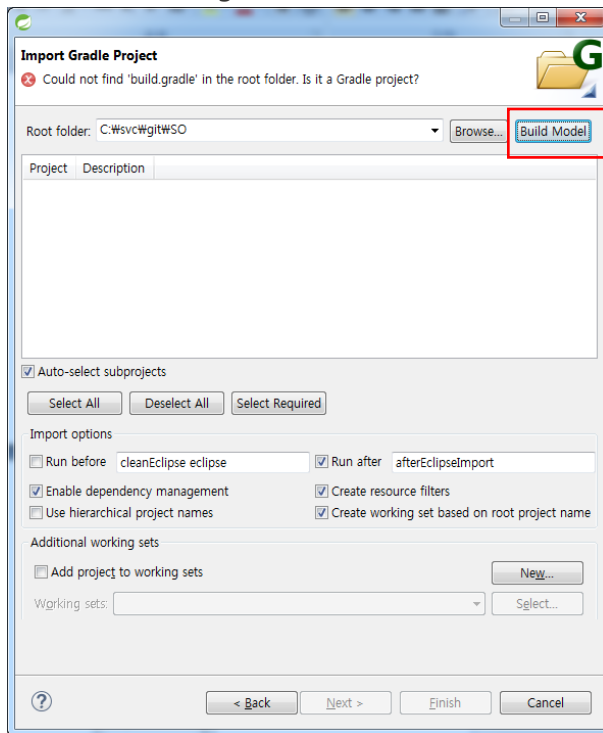 Import Gradle Project
Could not find 'build.gradle' in the root folder. Is it a Gradle project?
G
Root folder: C:₩svc₩git₩SO Browse... Build Model
Project Description
Auto-select subprojects
Select All Deselect All Select Required
Import options
Run before cleanEclipse eclipse Run after afterEclipseImport
Enable dependency management Create resource filters
Use hierarchical project names Create working set based on root project name
Additional working sets
Add project to working sets New...
Working sets: Select...
? < Back Next > Finish Cancel